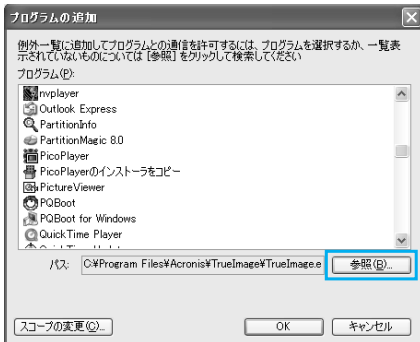 プログラムの追加
例外一覧に追加してプログラムとの通信を許可するには、プログラムを選択するか、一覧表
示されていないものについては [参照] をクリックして検索してください
プログラム(P):
nvplayer
Outlook Express
PartitionInfo
PartitionMagic 8.0
PicoPlayer
PicoPlayerのインストーラをコピー
PictureViewer
PQBoot
PQBoot for Windows
QuickTime Player
パス: C:¥Program Files¥Acronis¥TrueImage¥TrueImage.e 参照(B)...
スコープの変更(C)... OK キャンセル